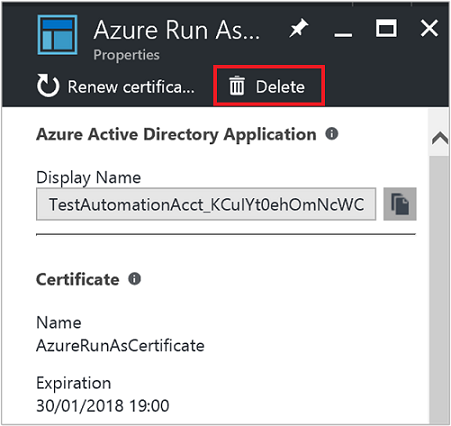 Azure Run As...
Properties
Renew certifica...
Delete
Azure Active Directory Application
Display Name
TestAutomationAcct_KCulYt0ehOmNcWC
Certificate
Name
AzureRunAsCertificate
Expiration
30/01/2018 19:00